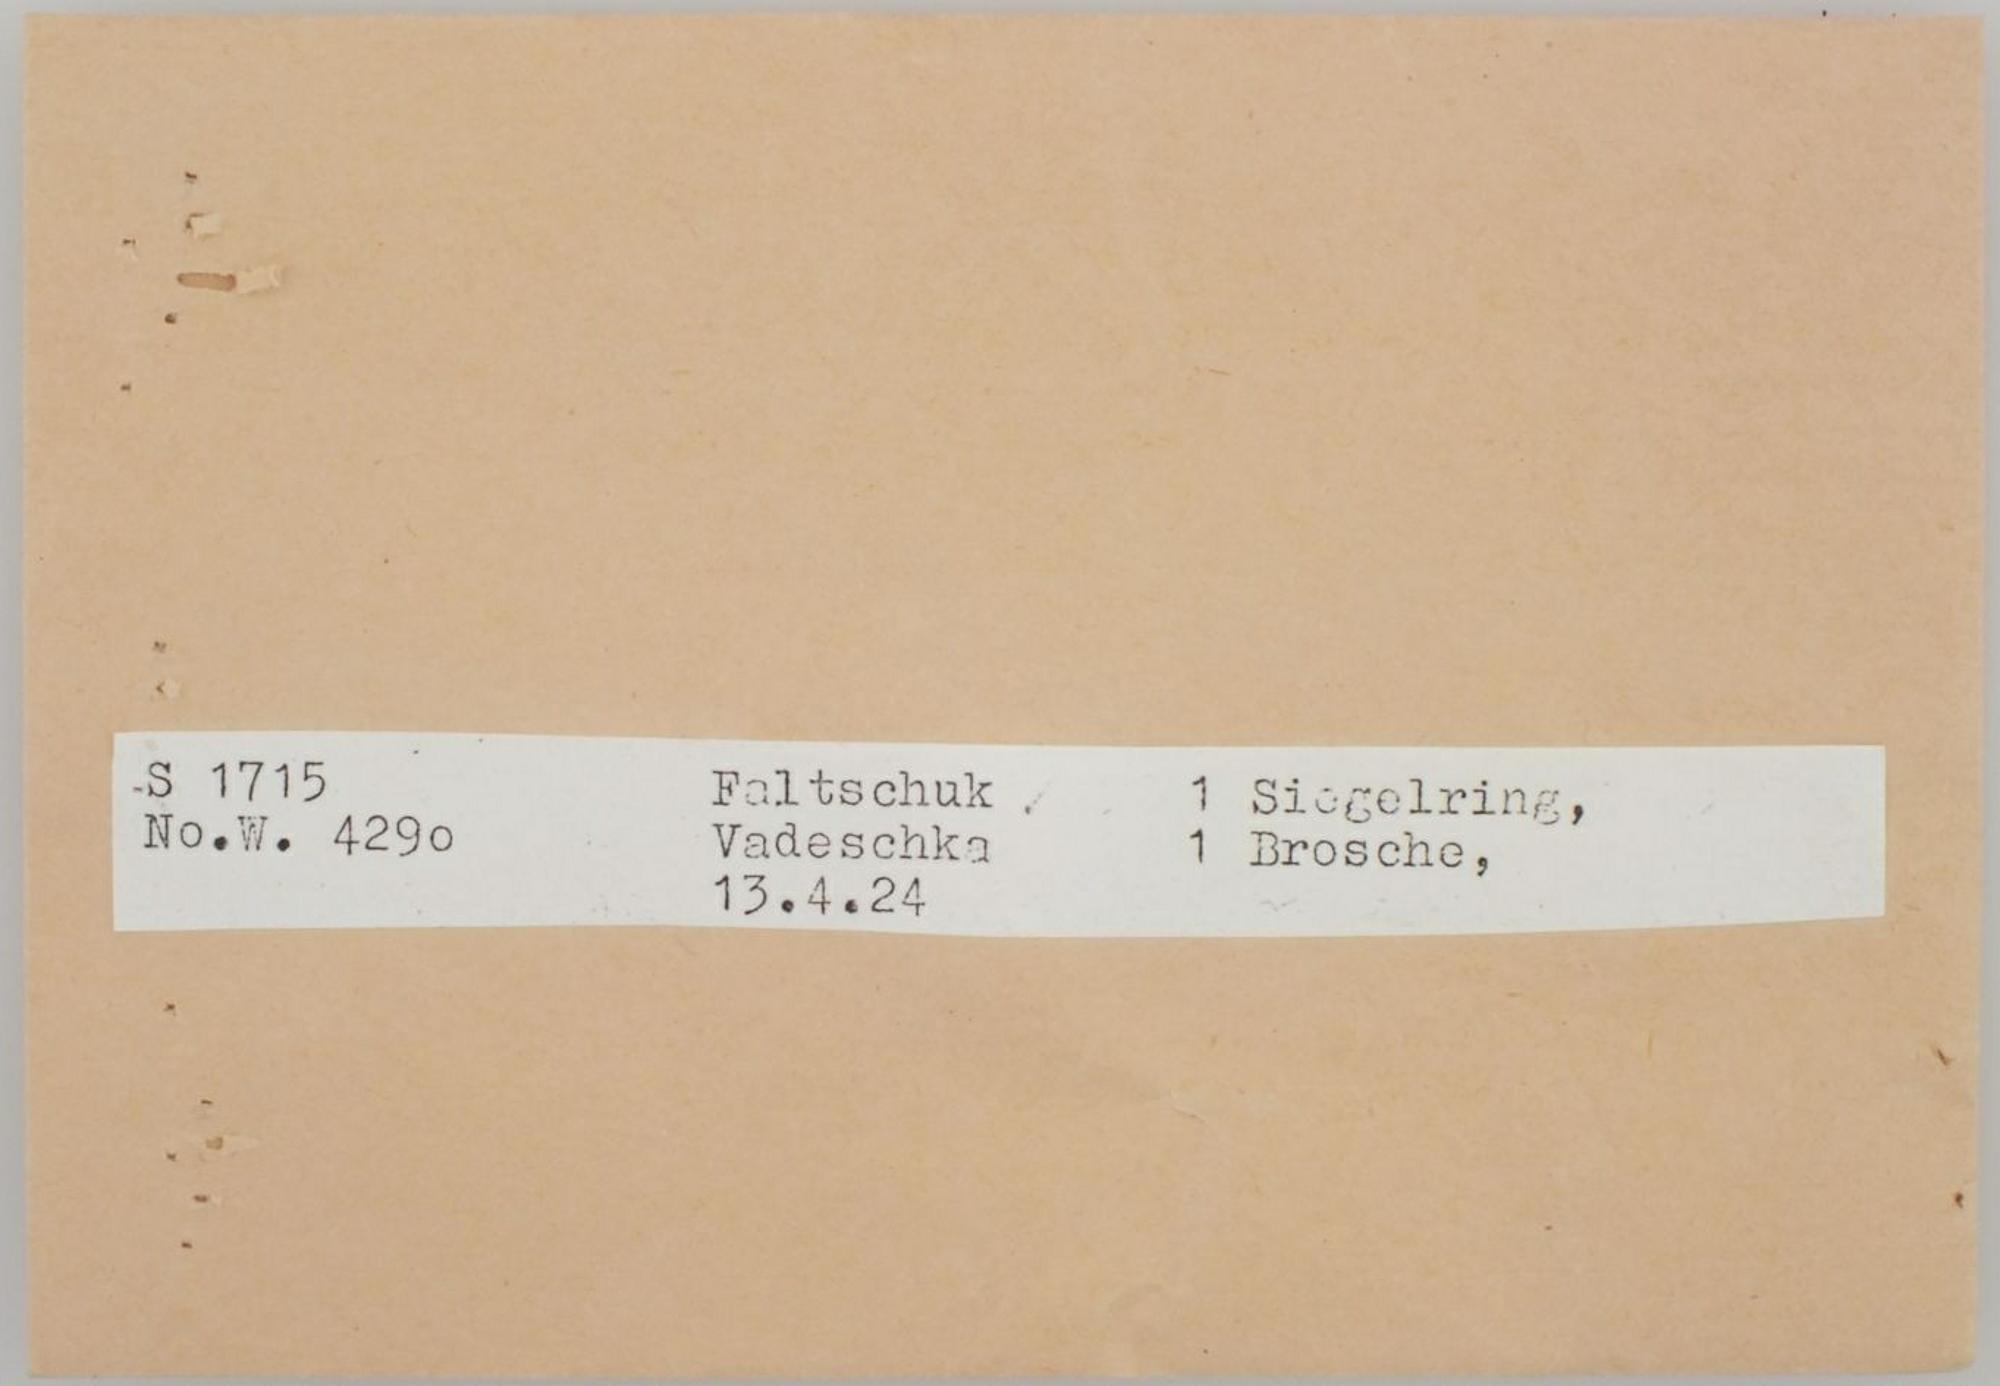 S 1715
No.W. 429o
Faltschuk
Vadeschka
13.4.24
1 Siegelring,
1 Brosche,